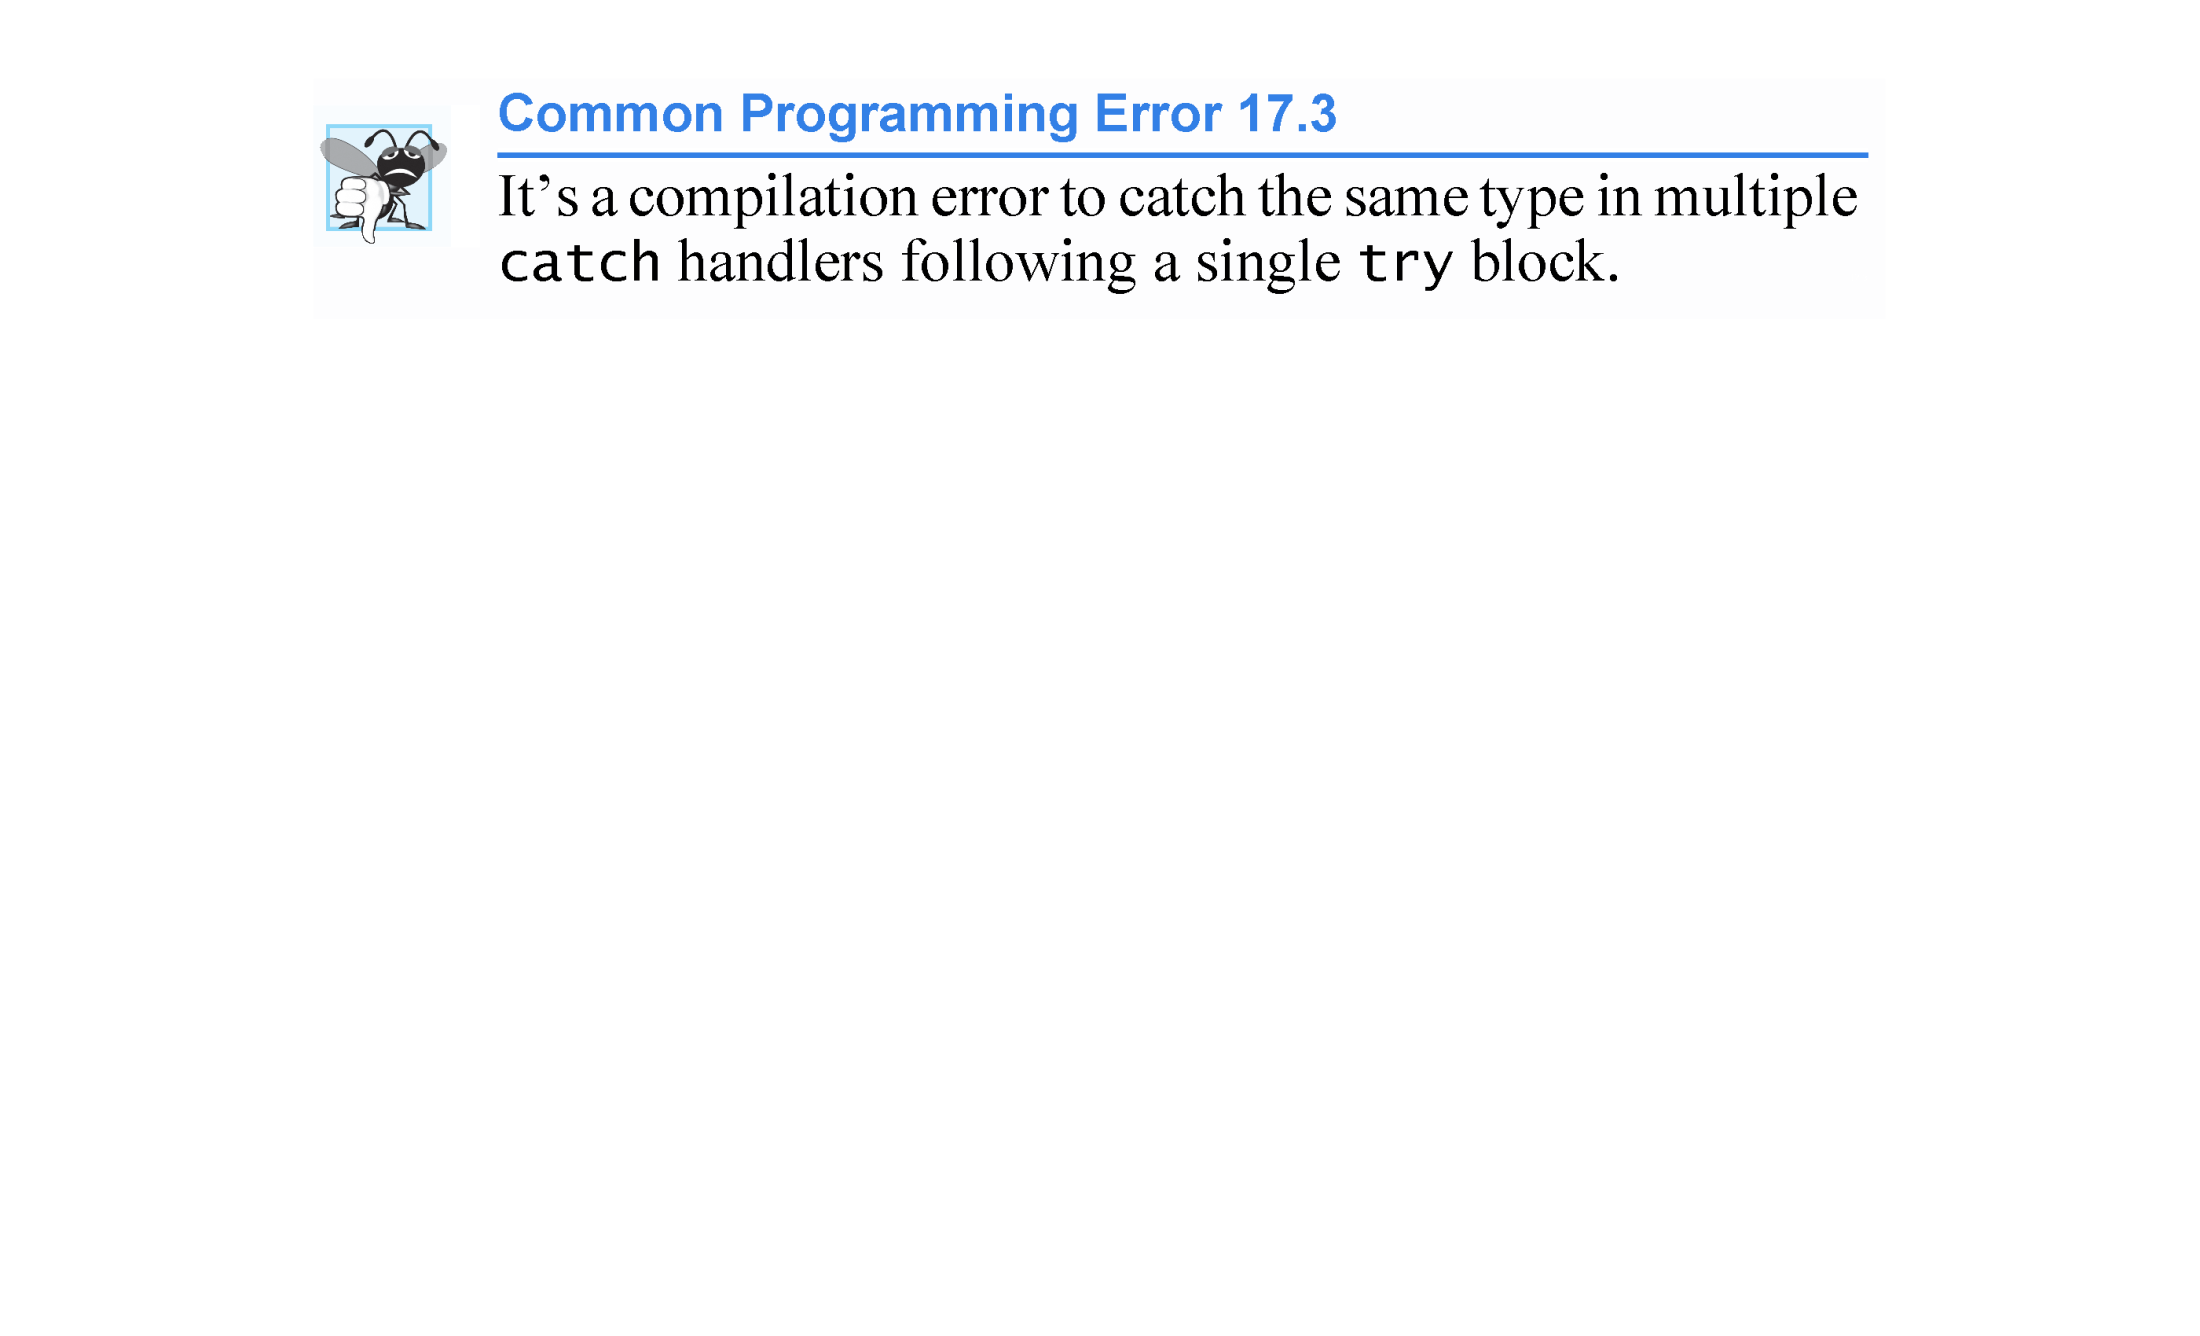 Common Programming Error 17.3
It’s a compilation error to catch the same type in multiple
catch handlers following a single try block.